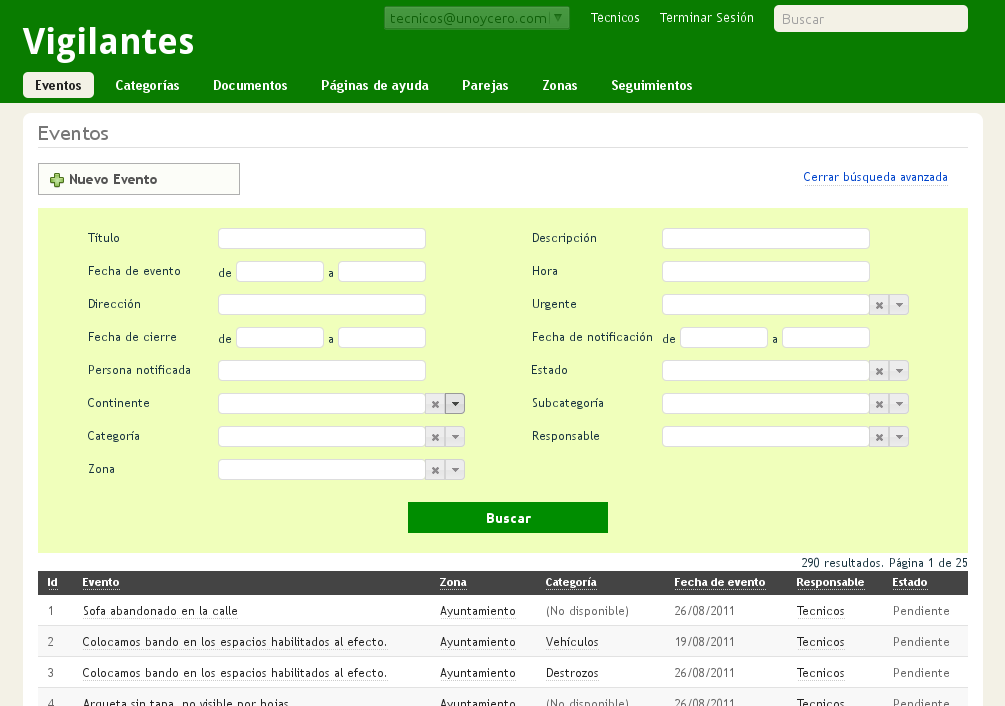 tecnicos@unoycero.com Tecnicos Terminar Sesión Buscar
Vigilantes
Eventos Categorías Documentos Páginas de ayuda Parejas Zonas Seguimientos
Eventos
Nuevo Evento Cerrar búsqueda avanzada
Título Descripción
Fecha de evento de a Hora
Dirección Urgente
Fecha de cierre de a Fecha de notificación de a
Persona notificada Estado
Continente Subcategoría
Categoría Responsable
Zona
Buscar
290 resultados. Página 1 de 25
Id Evento Zona Categoría Fecha de evento Responsable Estado
1 Sofa abandonado en la calle Ayuntamiento (No disponible) 26/08/2011 Tecnicos Pendiente
2 Colocamos bando en los espacios habilitados al efecto. Ayuntamiento Vehículos 19/08/2011 Tecnicos Pendiente
3 Colocamos bando en los espacios habilitados al efecto. Ayuntamiento Destrozos 26/08/2011 Tecnicos Pendiente
4 Arqueta sin tapa, no visible por hojas Ayuntamiento (No disponible) 26/08/2011 Tecnicos Pendiente